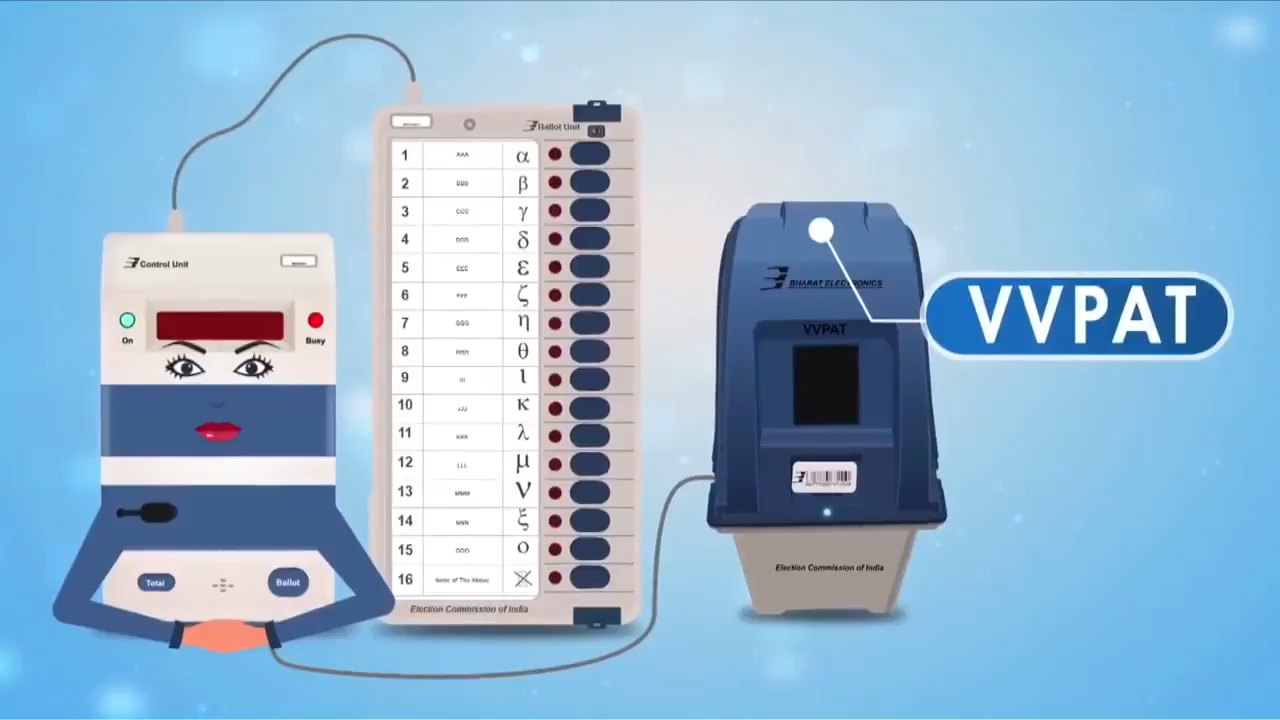 Control Unit
On
Busy
Total
Ballot
Ballot Unit
1 AAA α
2 BBB β
3 CCC γ
4 DDD δ
5 EEE ε
6 FFF ζ
7 GGG η
8 HHH θ
9 III ι
10 JJJ κ
11 KKK λ
12 LLL μ
13 MMM ν
14 NNN ξ
15 OOO ο
16 None of The Above
Election Commission of India
BHARAT ELECTRONICS
VVPAT
Election Commission of India
VVPAT